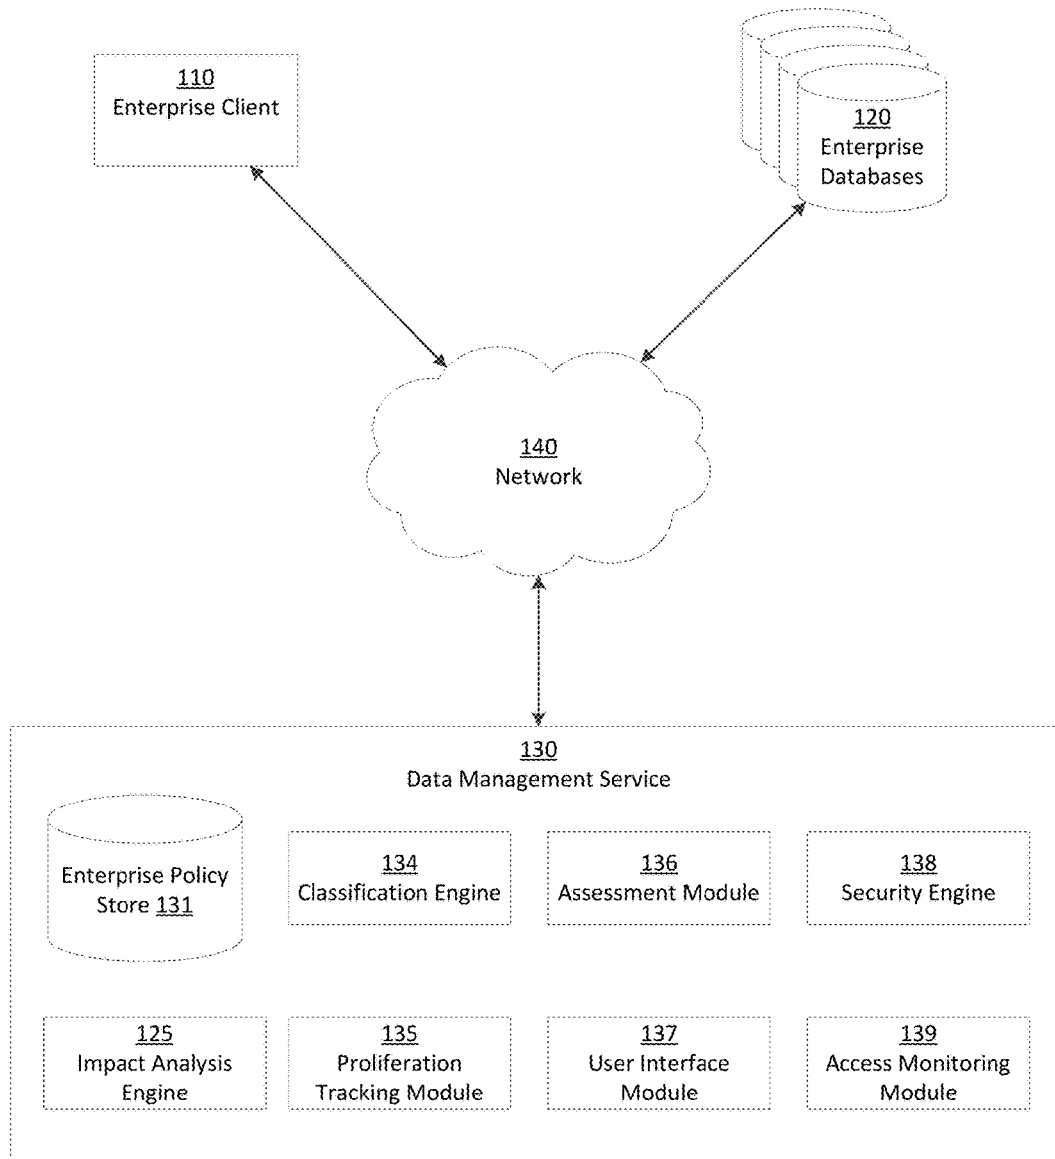 110
Enterprise Client
120
Enterprise
Databases
140
Network
130
Data Management Service
Enterprise Policy
Store 131
134
Classification Engine
136
Assessment Module
138
Security Engine
125
Impact Analysis
Engine
135
Proliferation
Tracking Module
137
User Interface
Module
139
Access Monitoring
Module